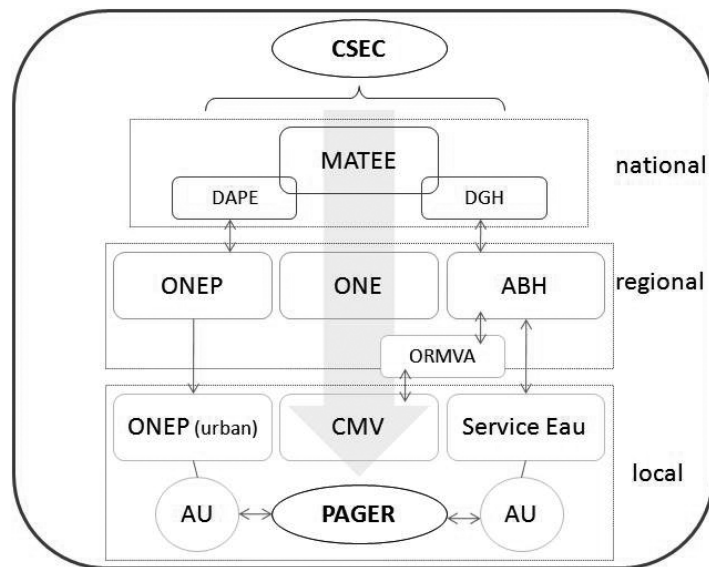 CSEC
MATEE
national
DAPE
DGH
ONEP
ONE
ABH
regional
ORMVA
ONEP (urban)
CMV
Service Eau
local
AU
PAGER
AU